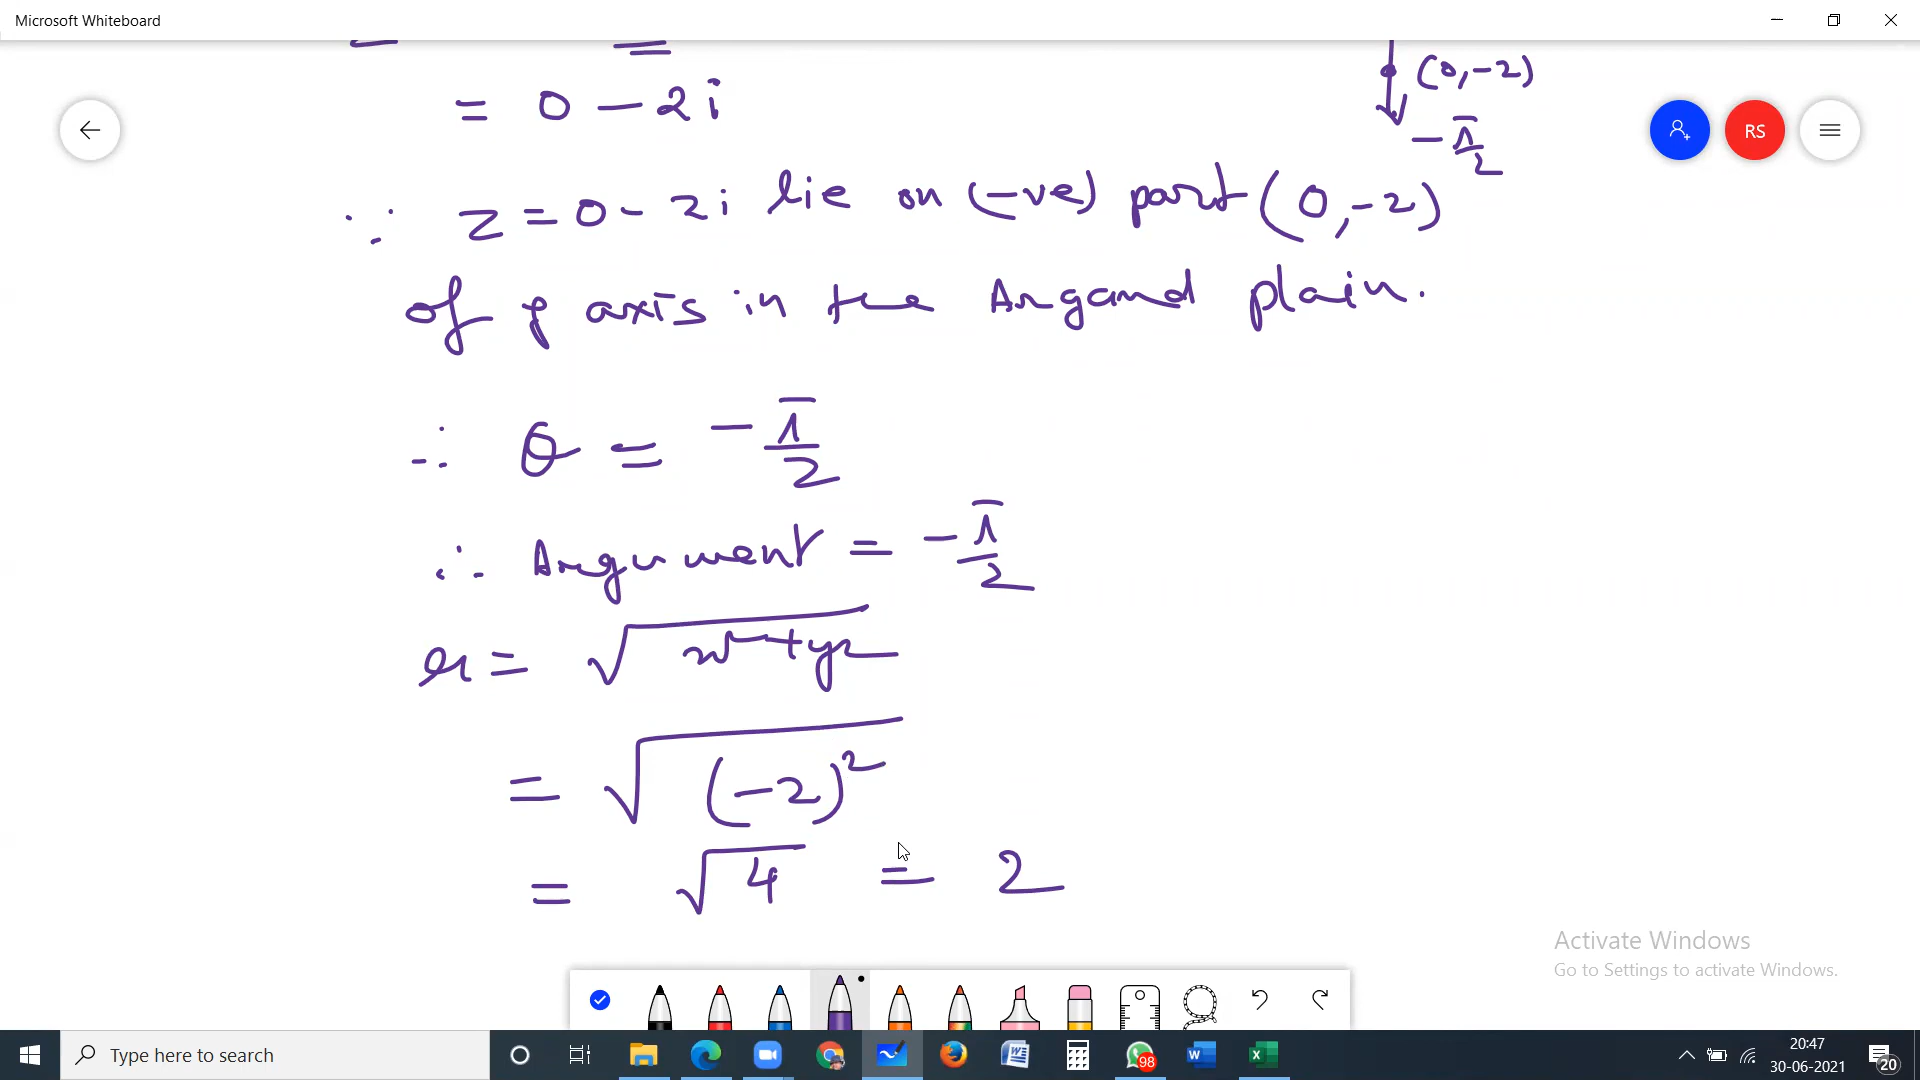 Microsoft Whiteboard
(0,-2)
= 0 - 2i
RS
-π/2
∵ z = 0 - 2i lie on (-ve) part (0,-2)
of y axis in the Argand plain.
∴ θ = -π/2
∴ Argument = -π/2
r = √x²+y²
= √(-2)²
= √4 = 2
Activate Windows
Go to Settings to activate Windows.
Type here to search
98
20:47
30-06-2021
20